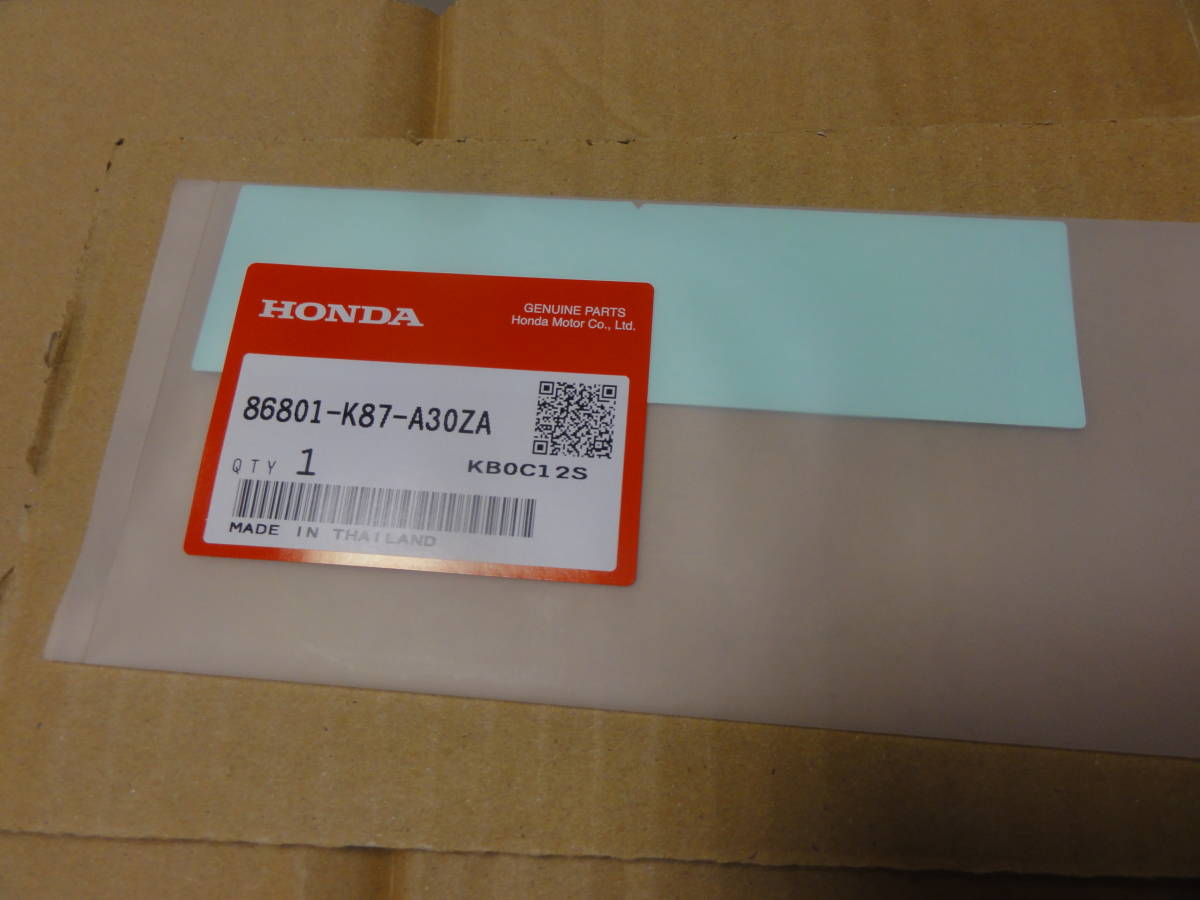 HONDA
GENUINE PARTS
Honda Motor Co., Ltd.
86801-K87-A30ZA
QTY 1
KB0C12S
MADE IN THAILAND